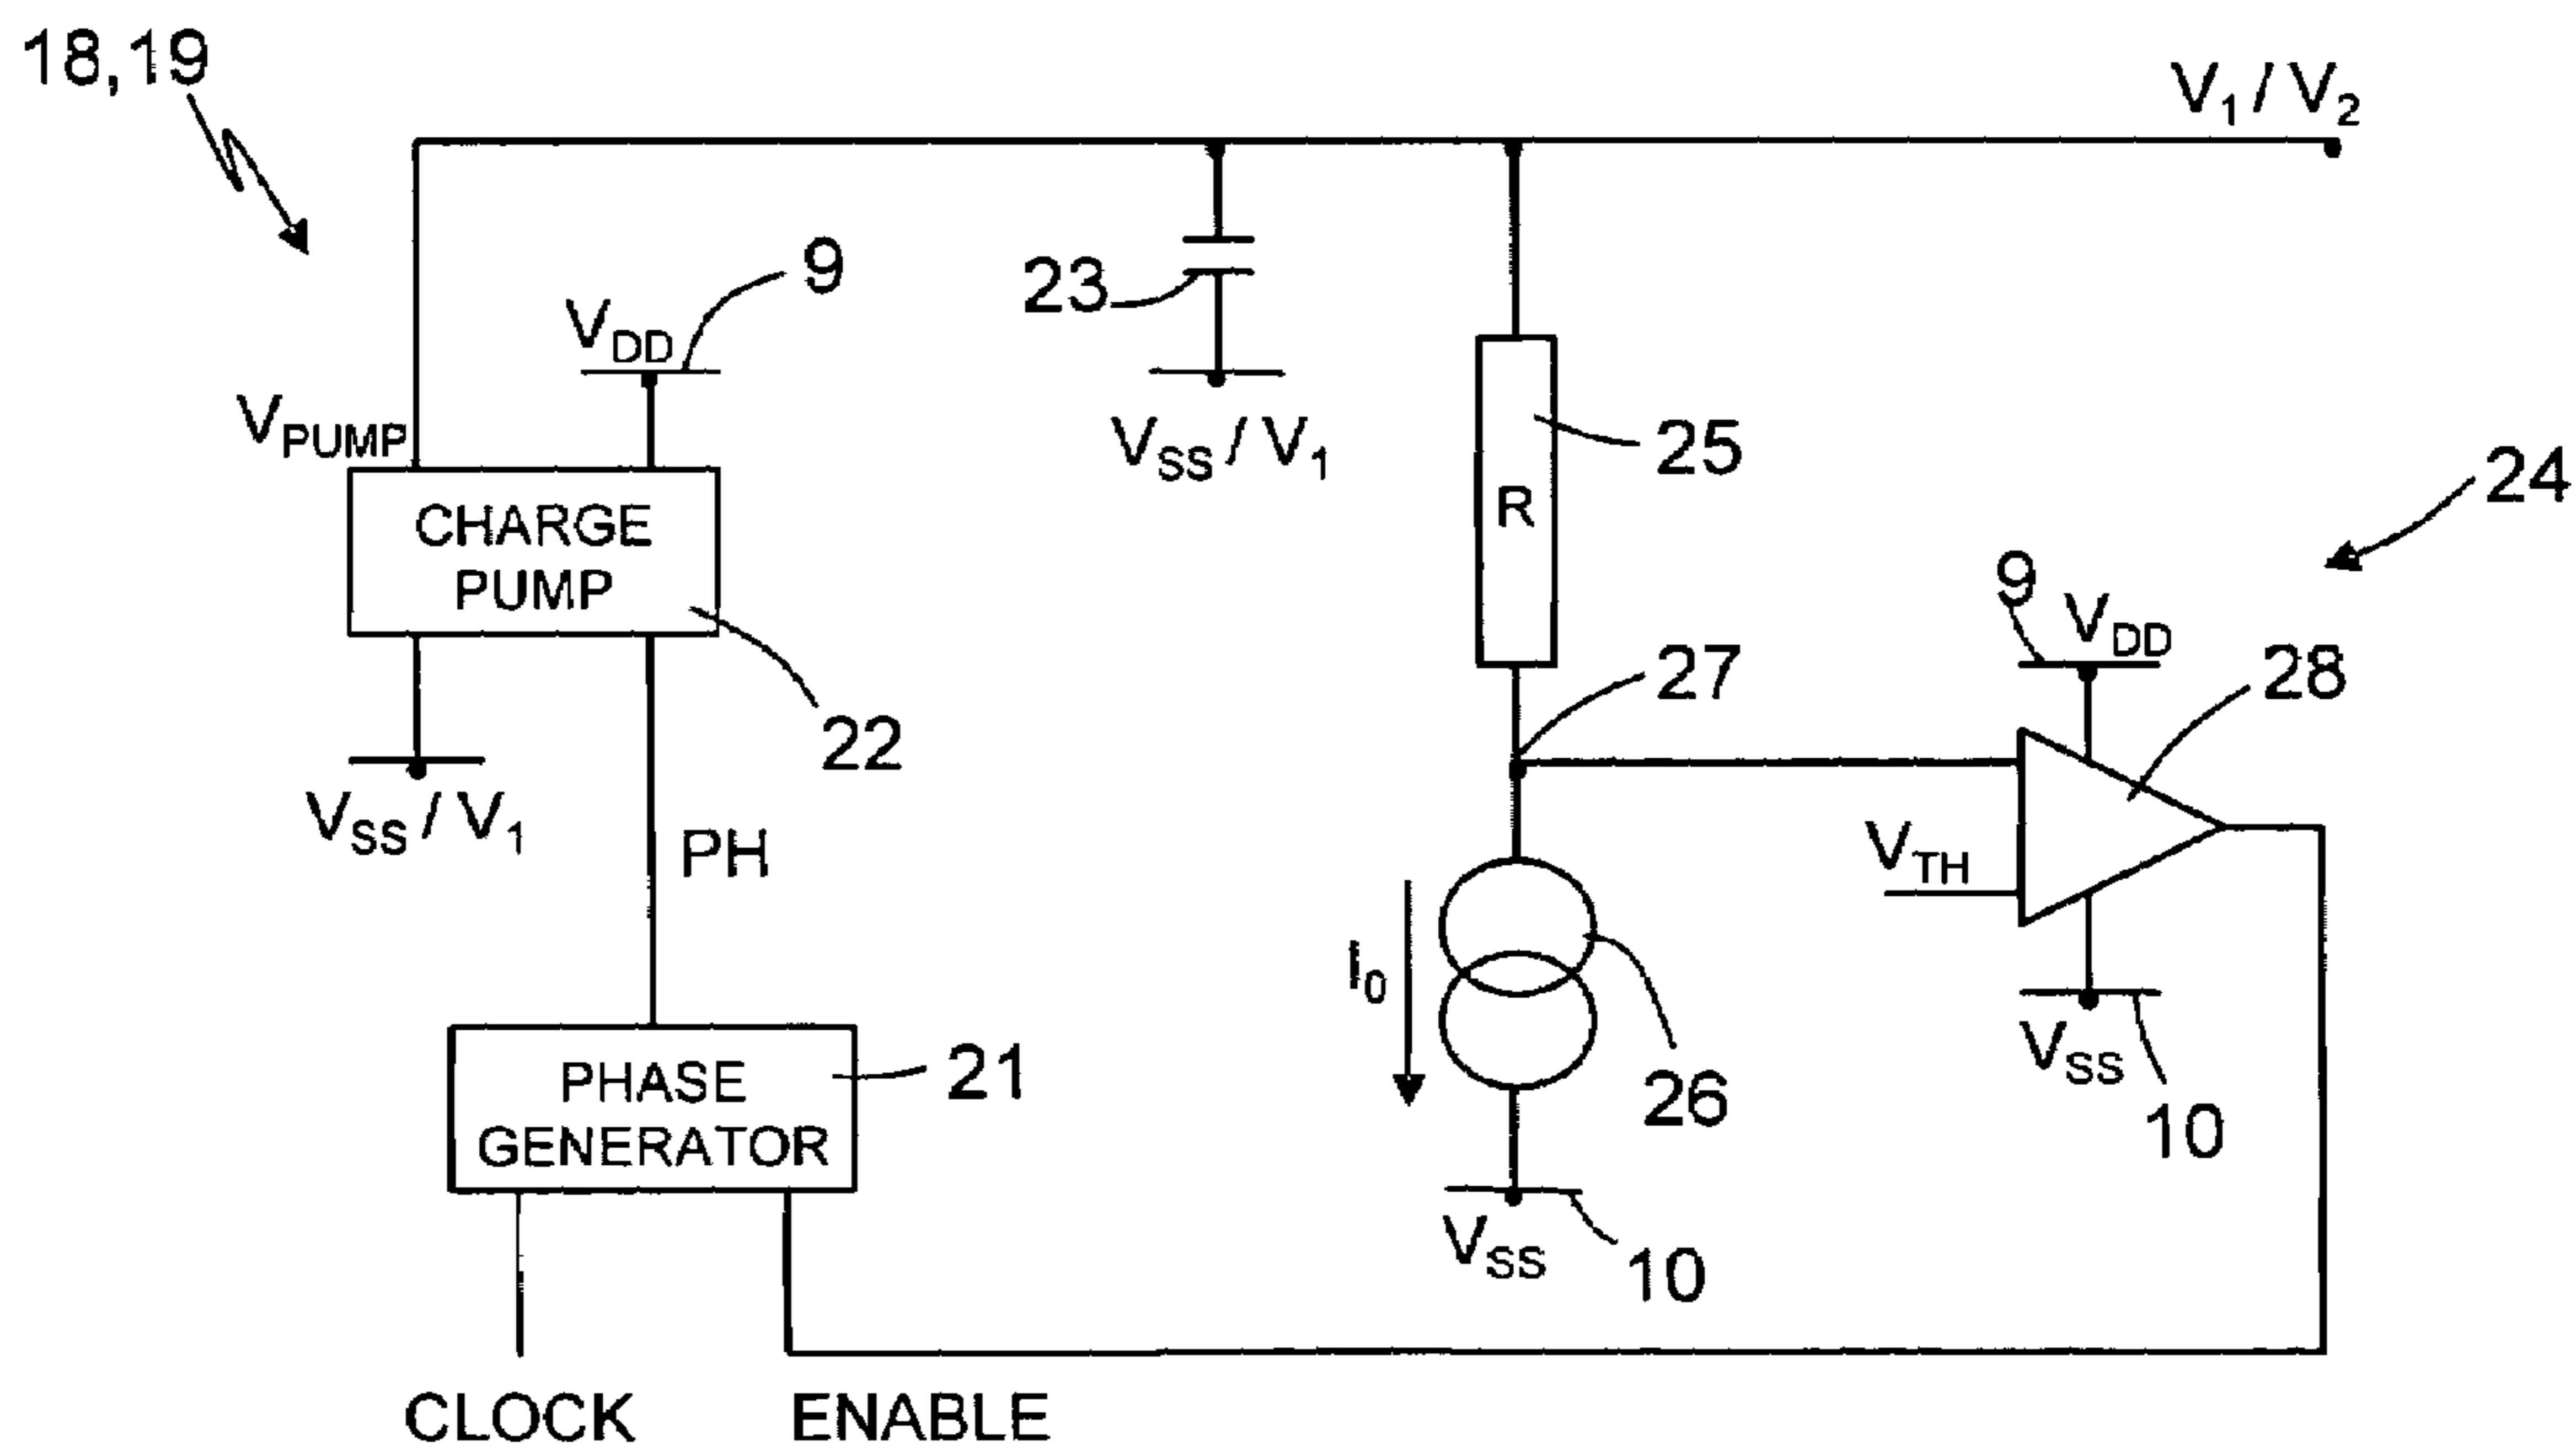 18,19
V1 / V2
9
VDD
23
VPUMP
VSS / V1
25
CHARGE
PUMP
R
24
9
VDD
27
28
22
VSS / V1
PH
VTH
I0
26
VSS
10
PHASE
GENERATOR
21
VSS
10
CLOCK
ENABLE